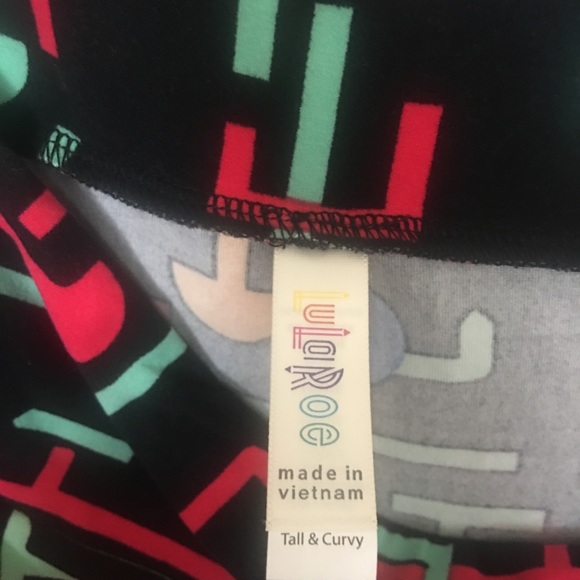 LuLaRoe
made in
vietnam
Tall & Curvy